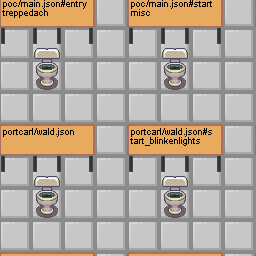 poc/main.json#entry
treppedach
poc/main.json#start
misc
portcarl/wald.json
portcarl/wald.json#s
tart_blinkenlights